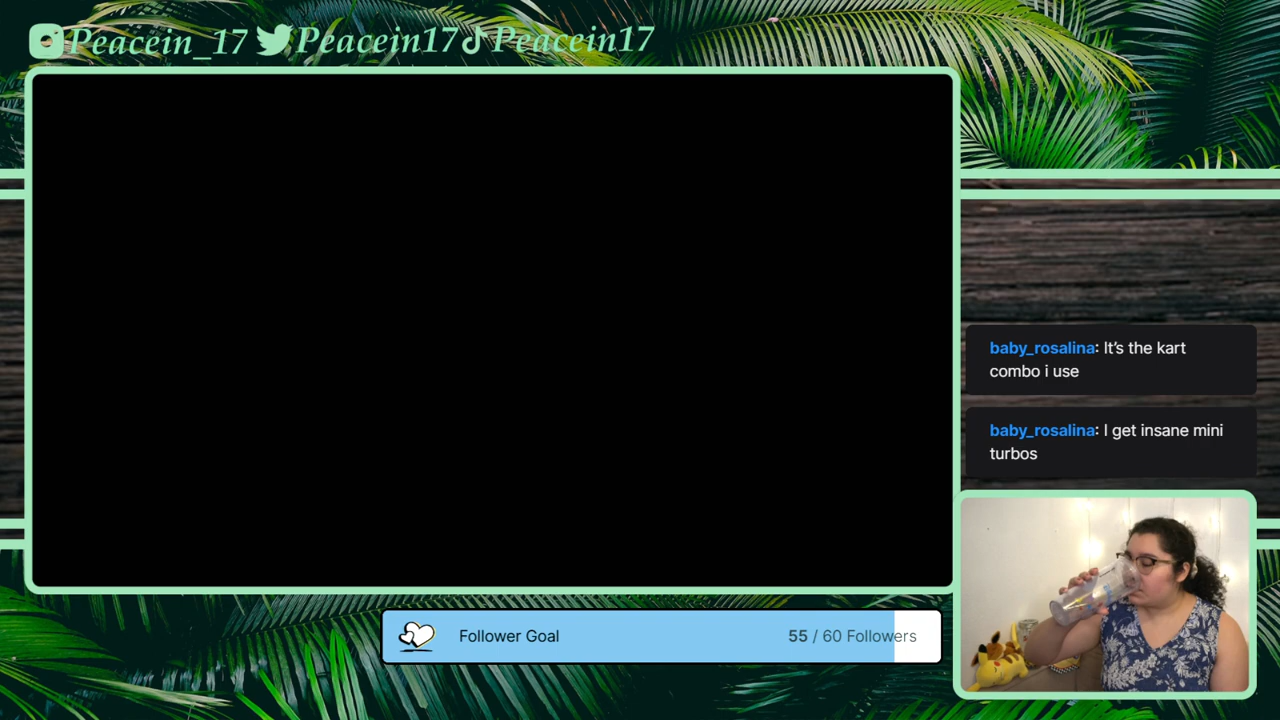 Peacein_17 Peacein17 Peacein17
baby_rosalina: It's the kart
combo i use
baby_rosalina: I get insane mini
turbos
Follower Goal 55 / 60 Followers